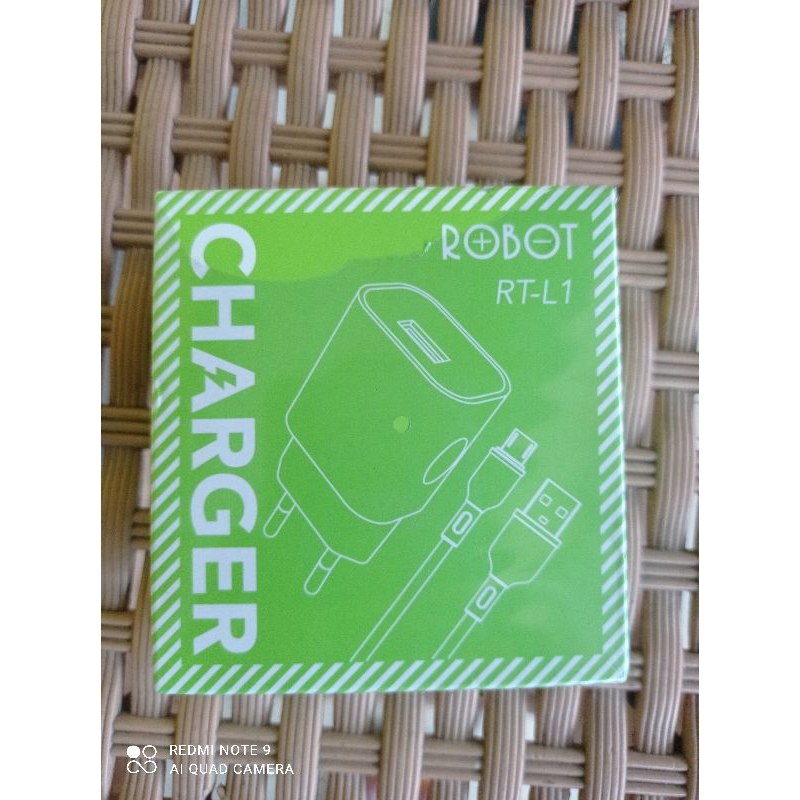 CHARGER
ROBOT
RT-L1
REDMI NOTE 9
AI QUAD CAMERA